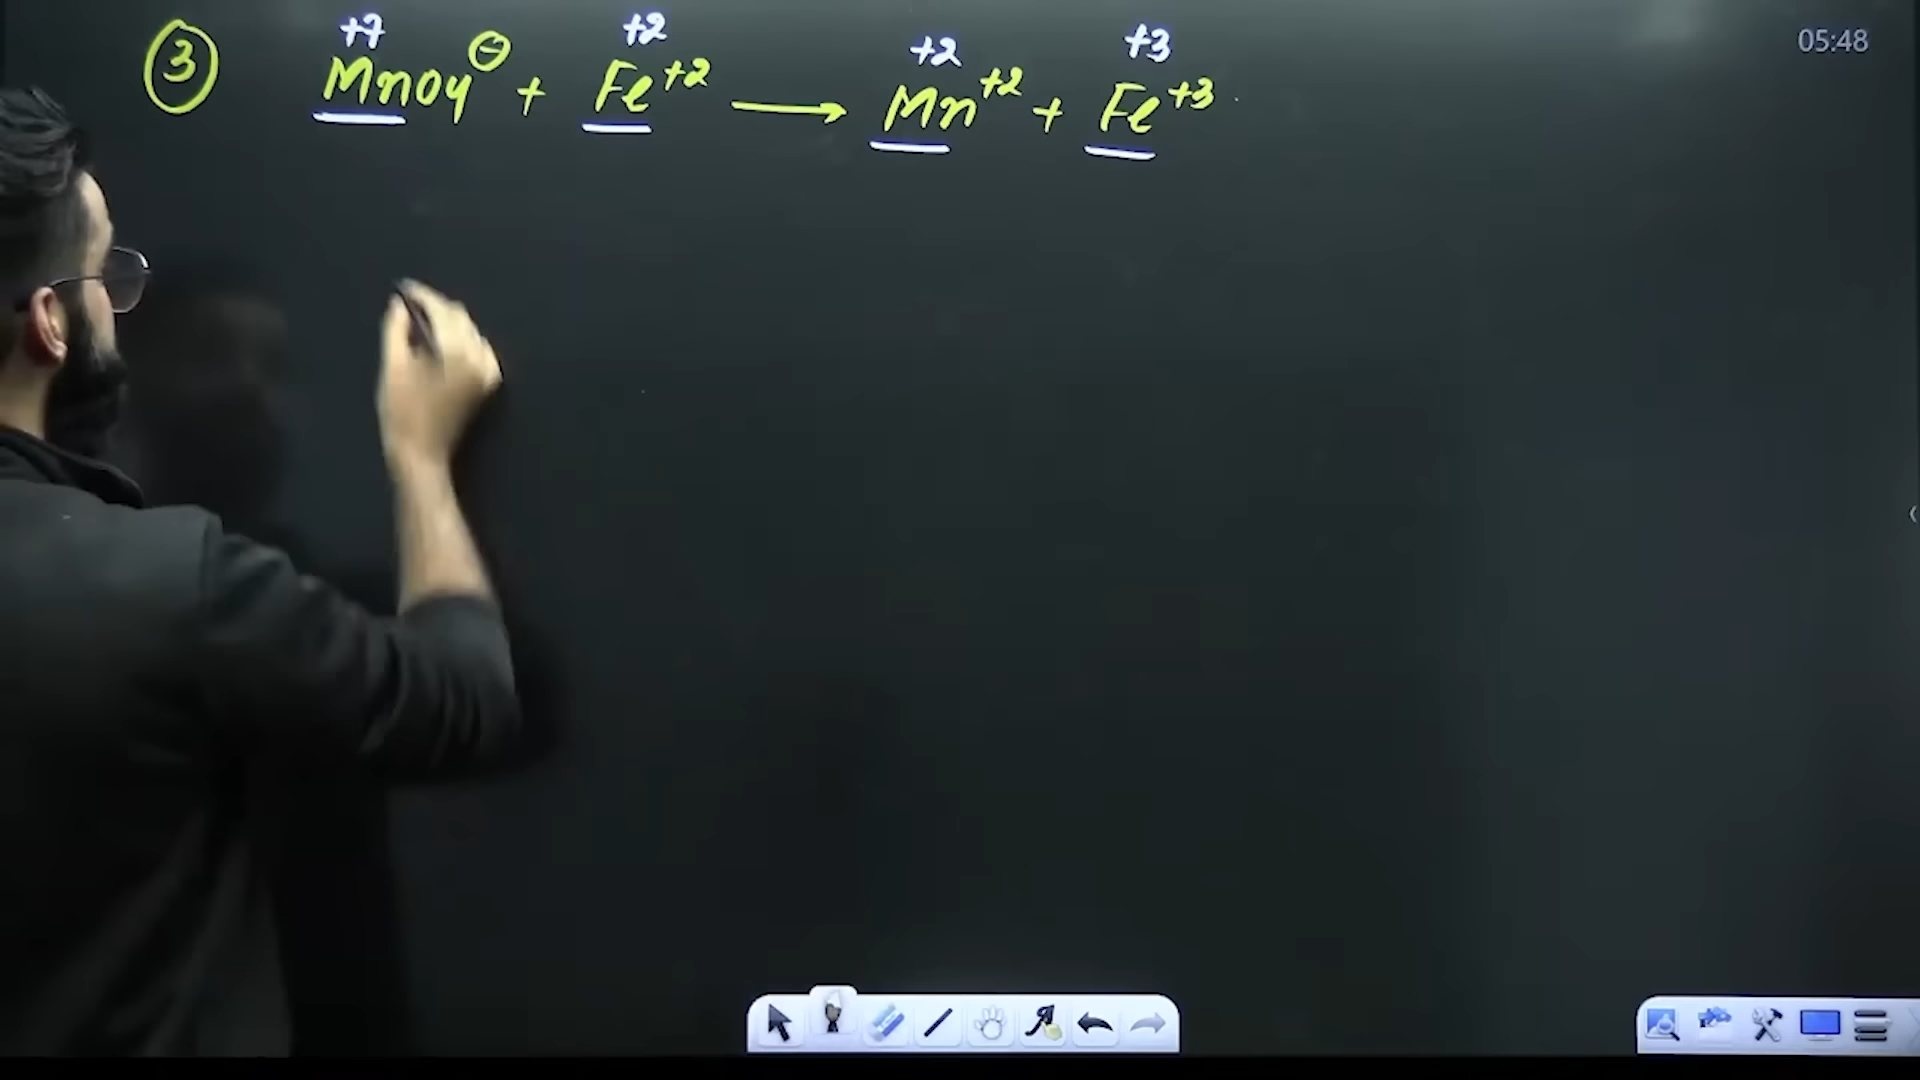 05:48
+7 +2 +2 +3
③ MnO4⊖ + Fe+2 ⟶ Mn+2 + Fe+3